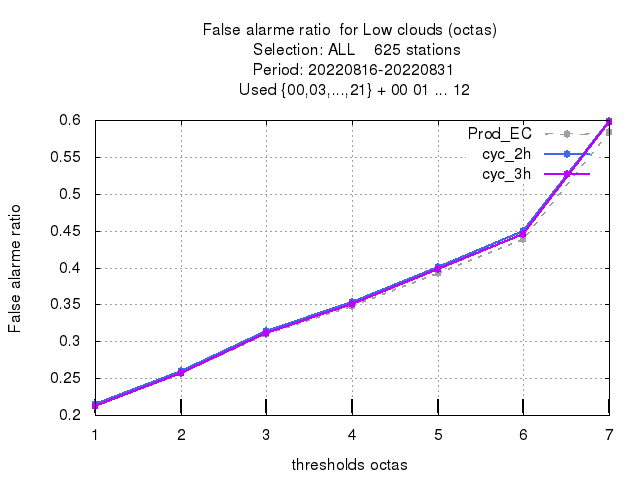 False alarme ratio  for Low clouds (octas)
Selection: ALL    625 stations
Period: 20220816-20220831
Used {00,03,...,21} + 00 01 ... 12
0.6
0.55
0.5
0.45
0.4
0.35
0.3
0.25
0.2
False alarme ratio
Prod_EC
cyc_2h
cyc_3h
1 2 3 4 5 6 7
thresholds octas